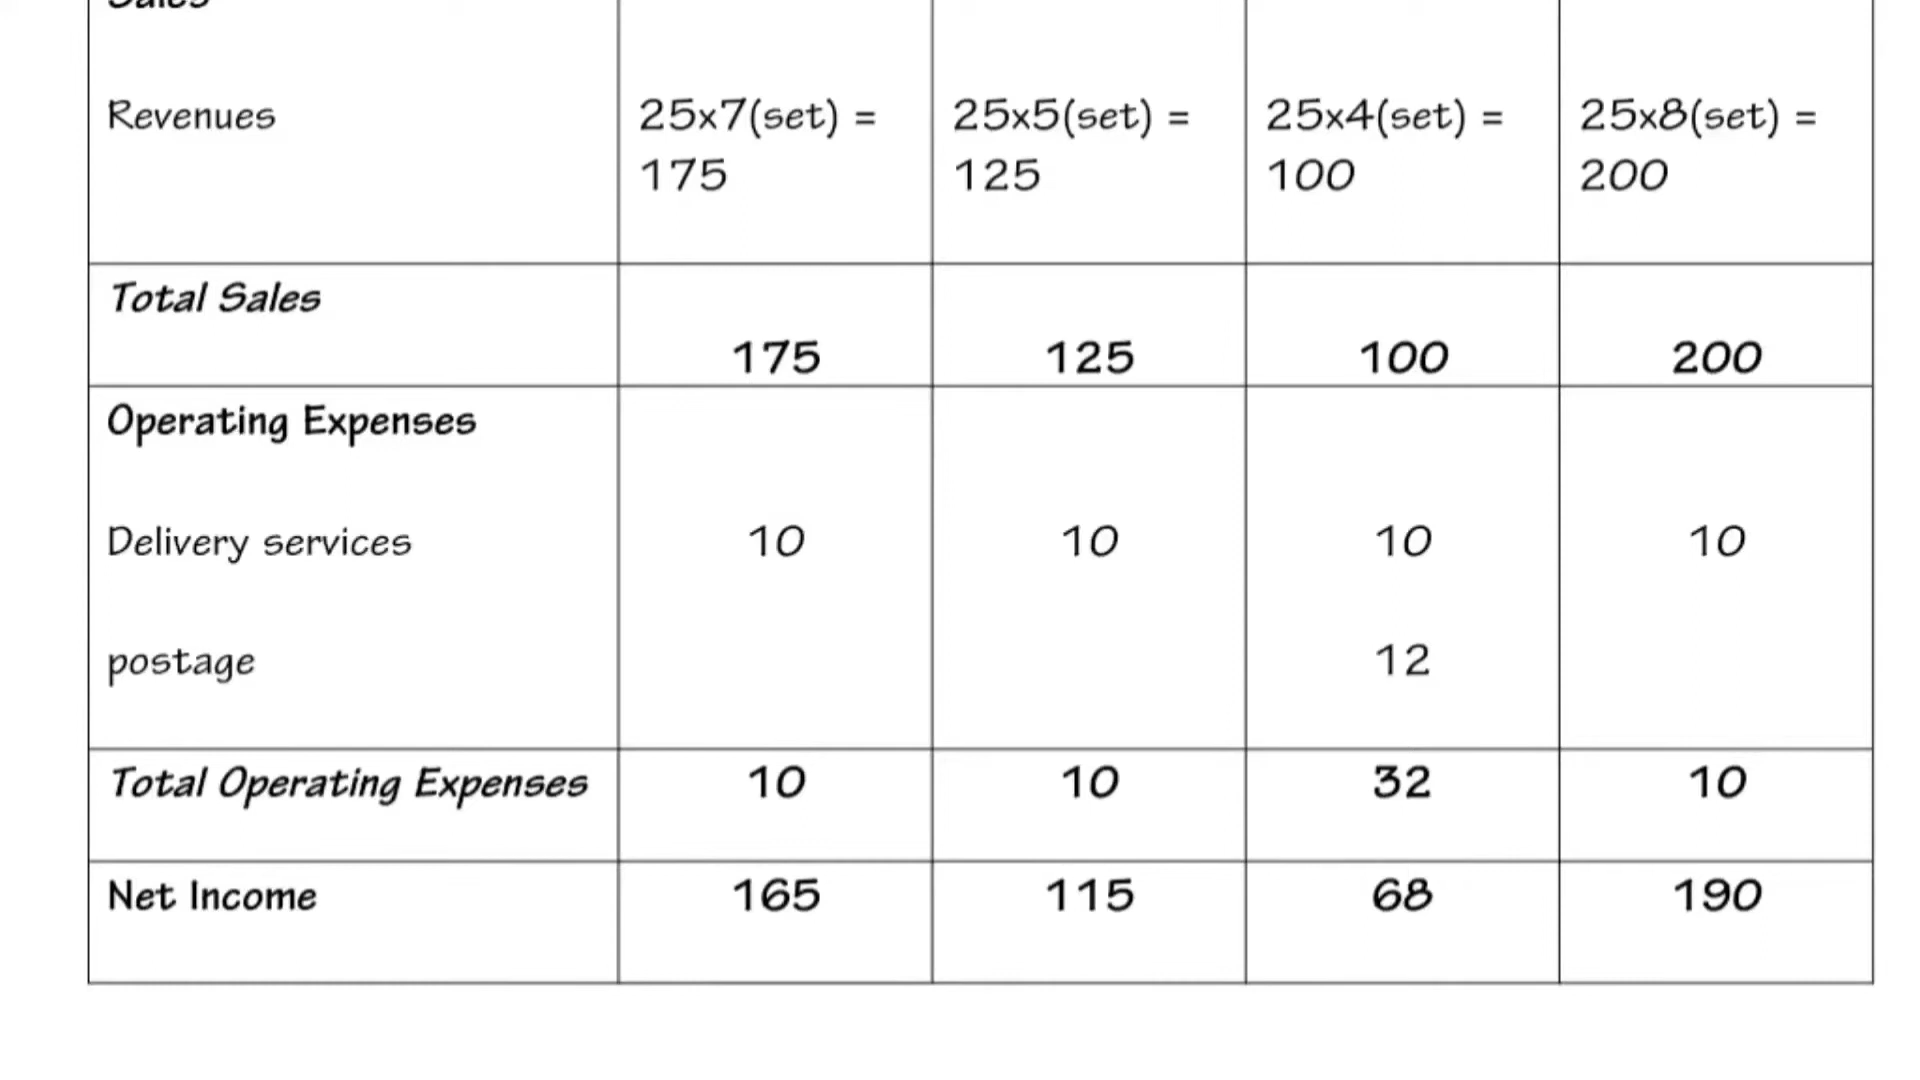 Sales
Revenues 25x7(set) = 25x5(set) = 25x4(set) = 25x8(set) =
175 125 100 200
Total Sales
175 125 100 200
Operating Expenses
Delivery services 10 10 10 10
postage 12
Total Operating Expenses 10 10 32 10
Net Income 165 115 68 190